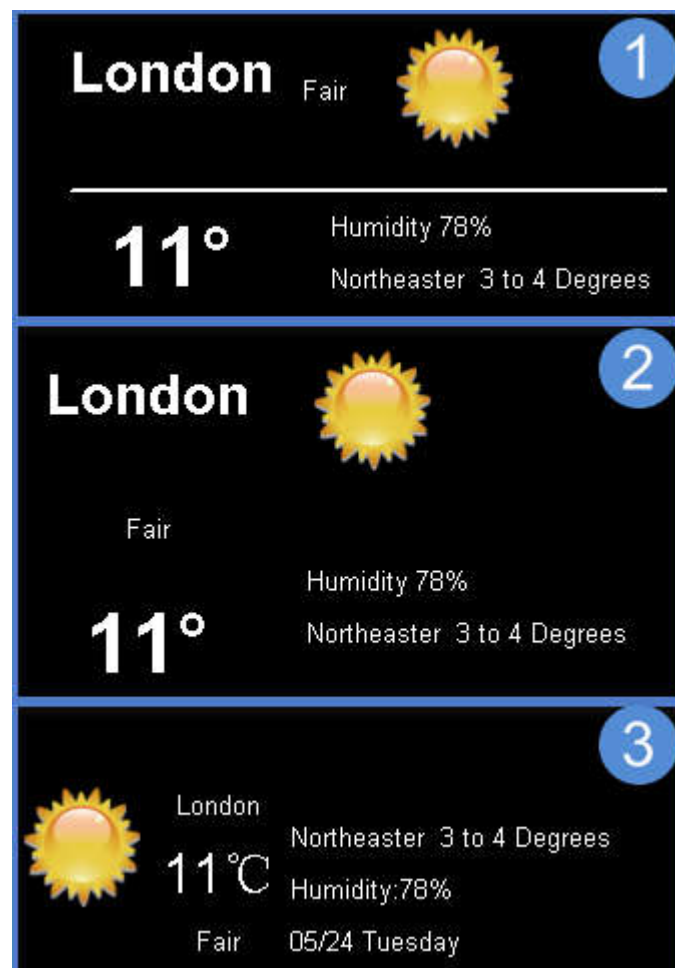 London Fair 1
11° Humidity 78%
Northeaster 3 to 4 Degrees
London 2
Fair
Humidity 78%
11° Northeaster 3 to 4 Degrees
3
London
Northeaster 3 to 4 Degrees
11℃ Humidity:78%
Fair 05/24 Tuesday